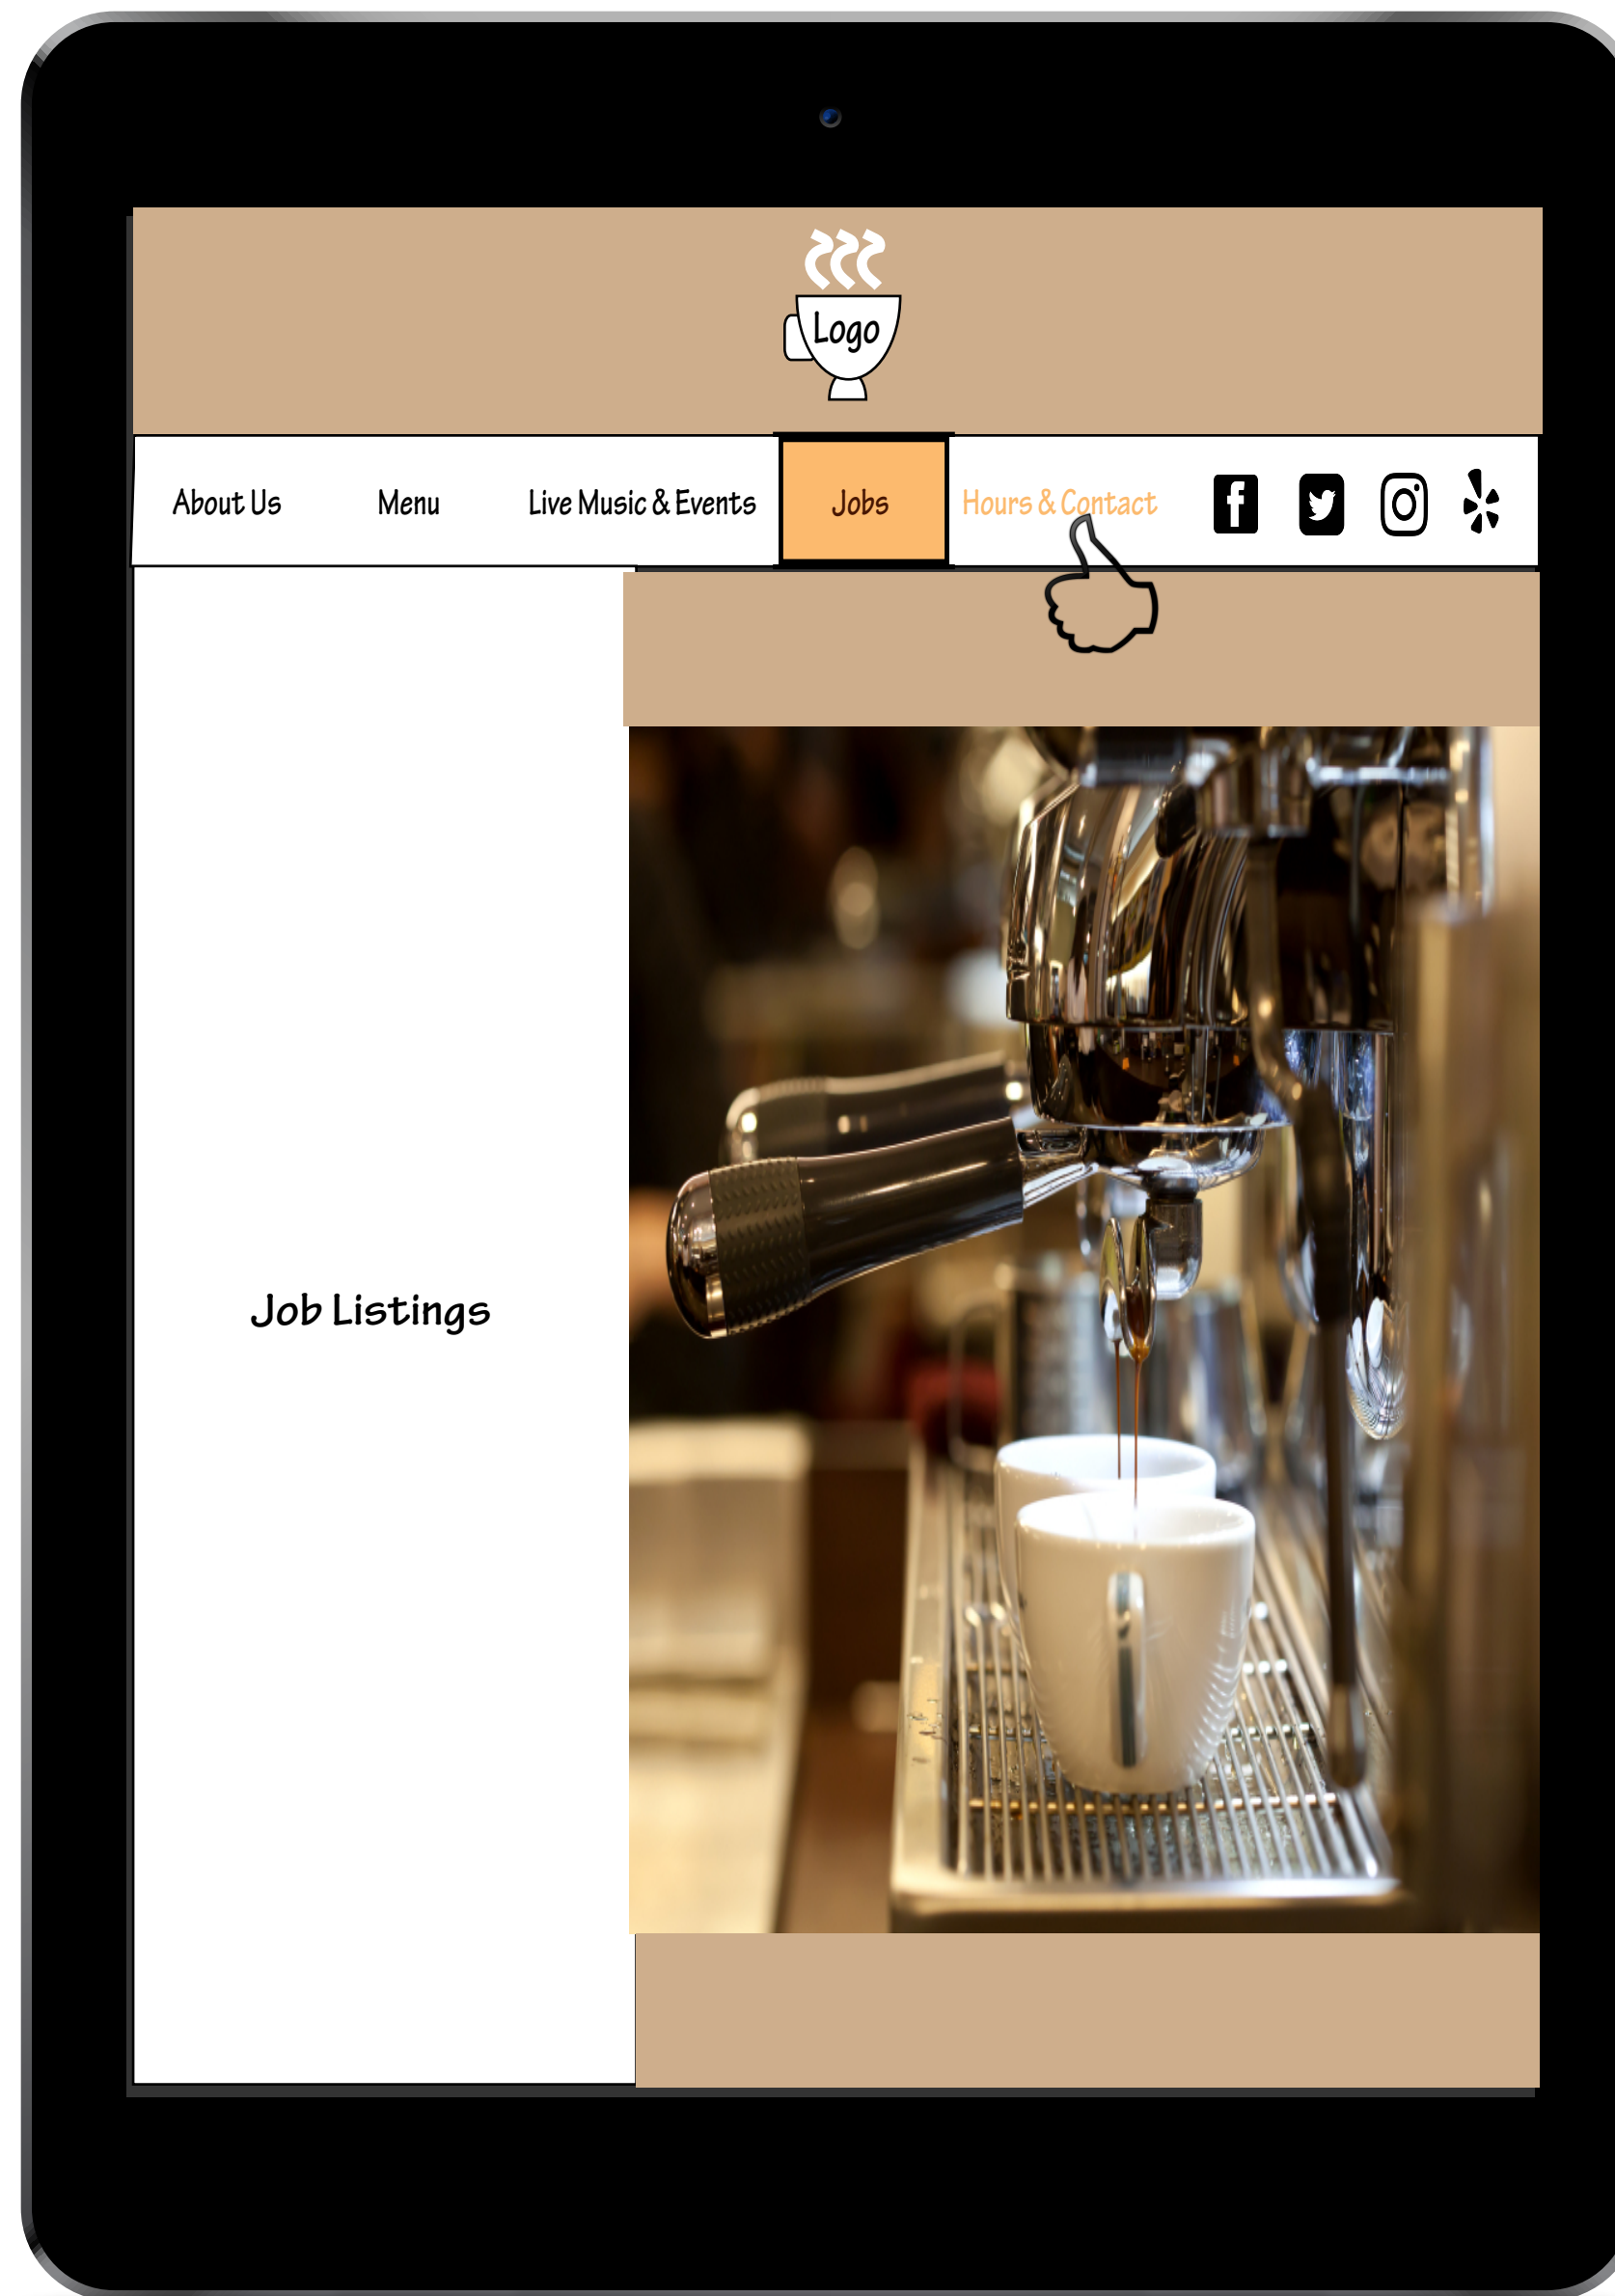 Logo
About Us
Menu
Live Music & Events
Jobs
Hours & Contact
Job Listings